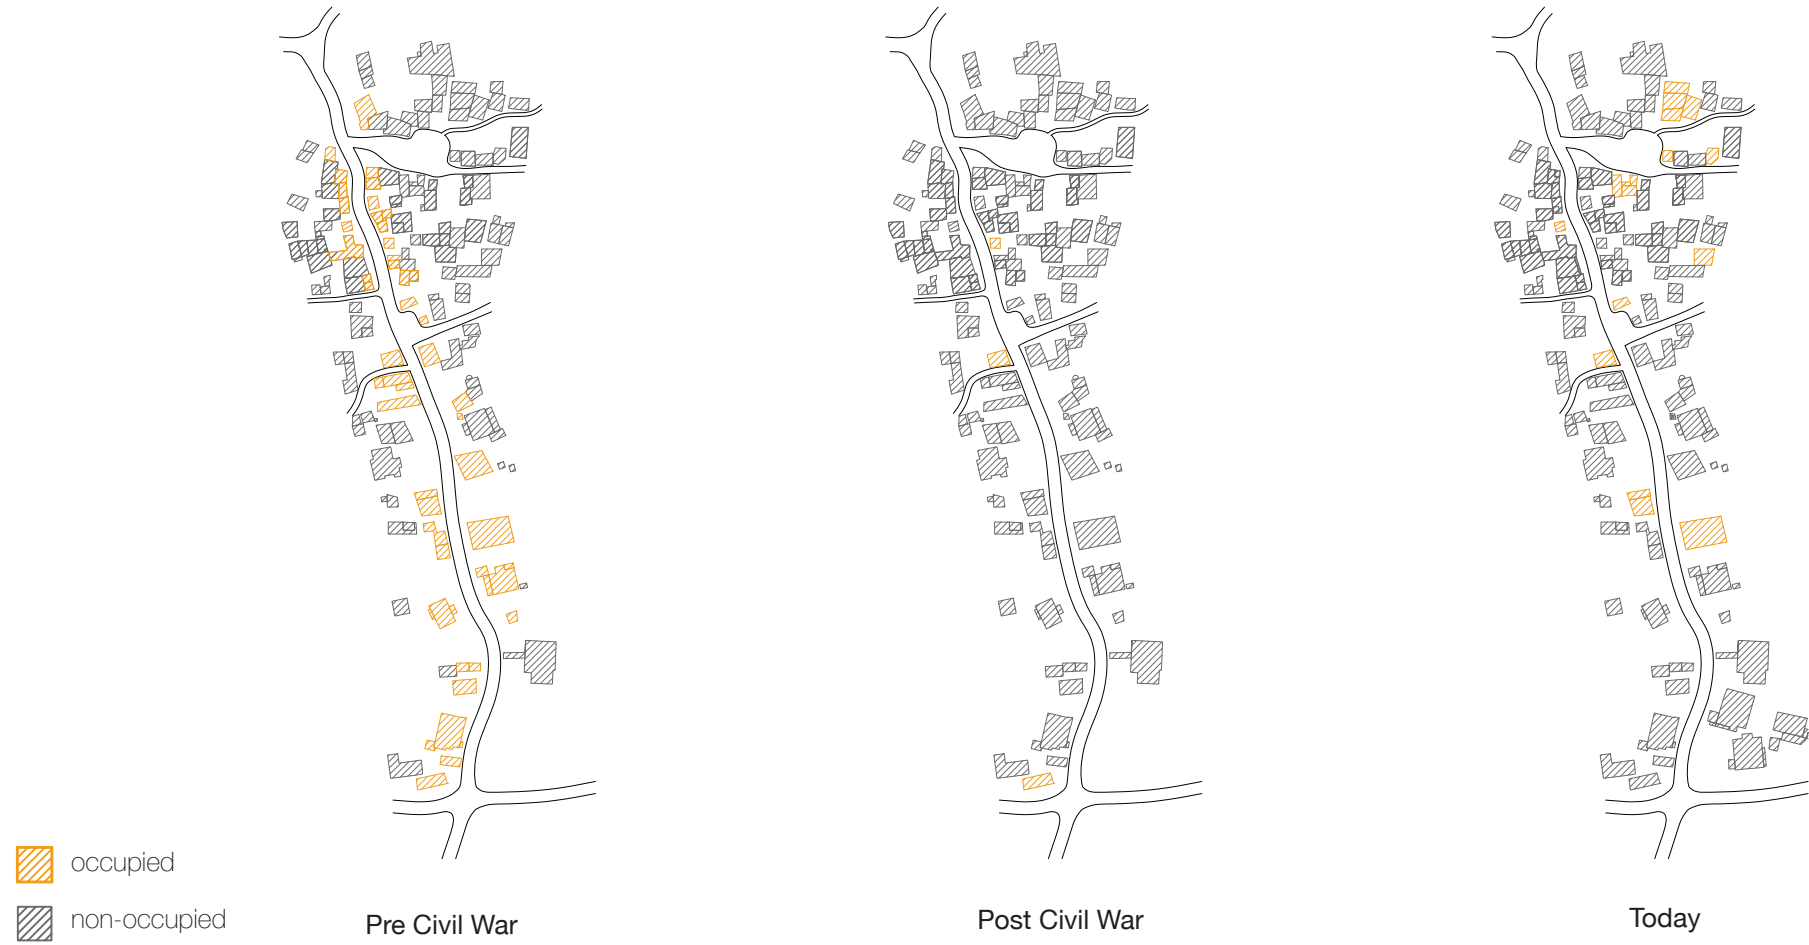 occupied
non-occupied
Pre Civil War
Post Civil War
Today